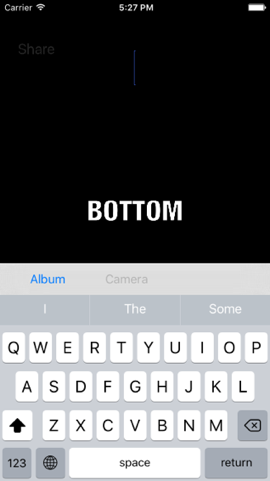 Carrier 5:27 PM
Share
BOTTOM
Album Camera
I The Some
Q W E R T Y U I O P
A S D F G H J K L
Z X C V B N M
123 space return